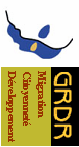 GRDR
Migration
Citoyenneté
Développement